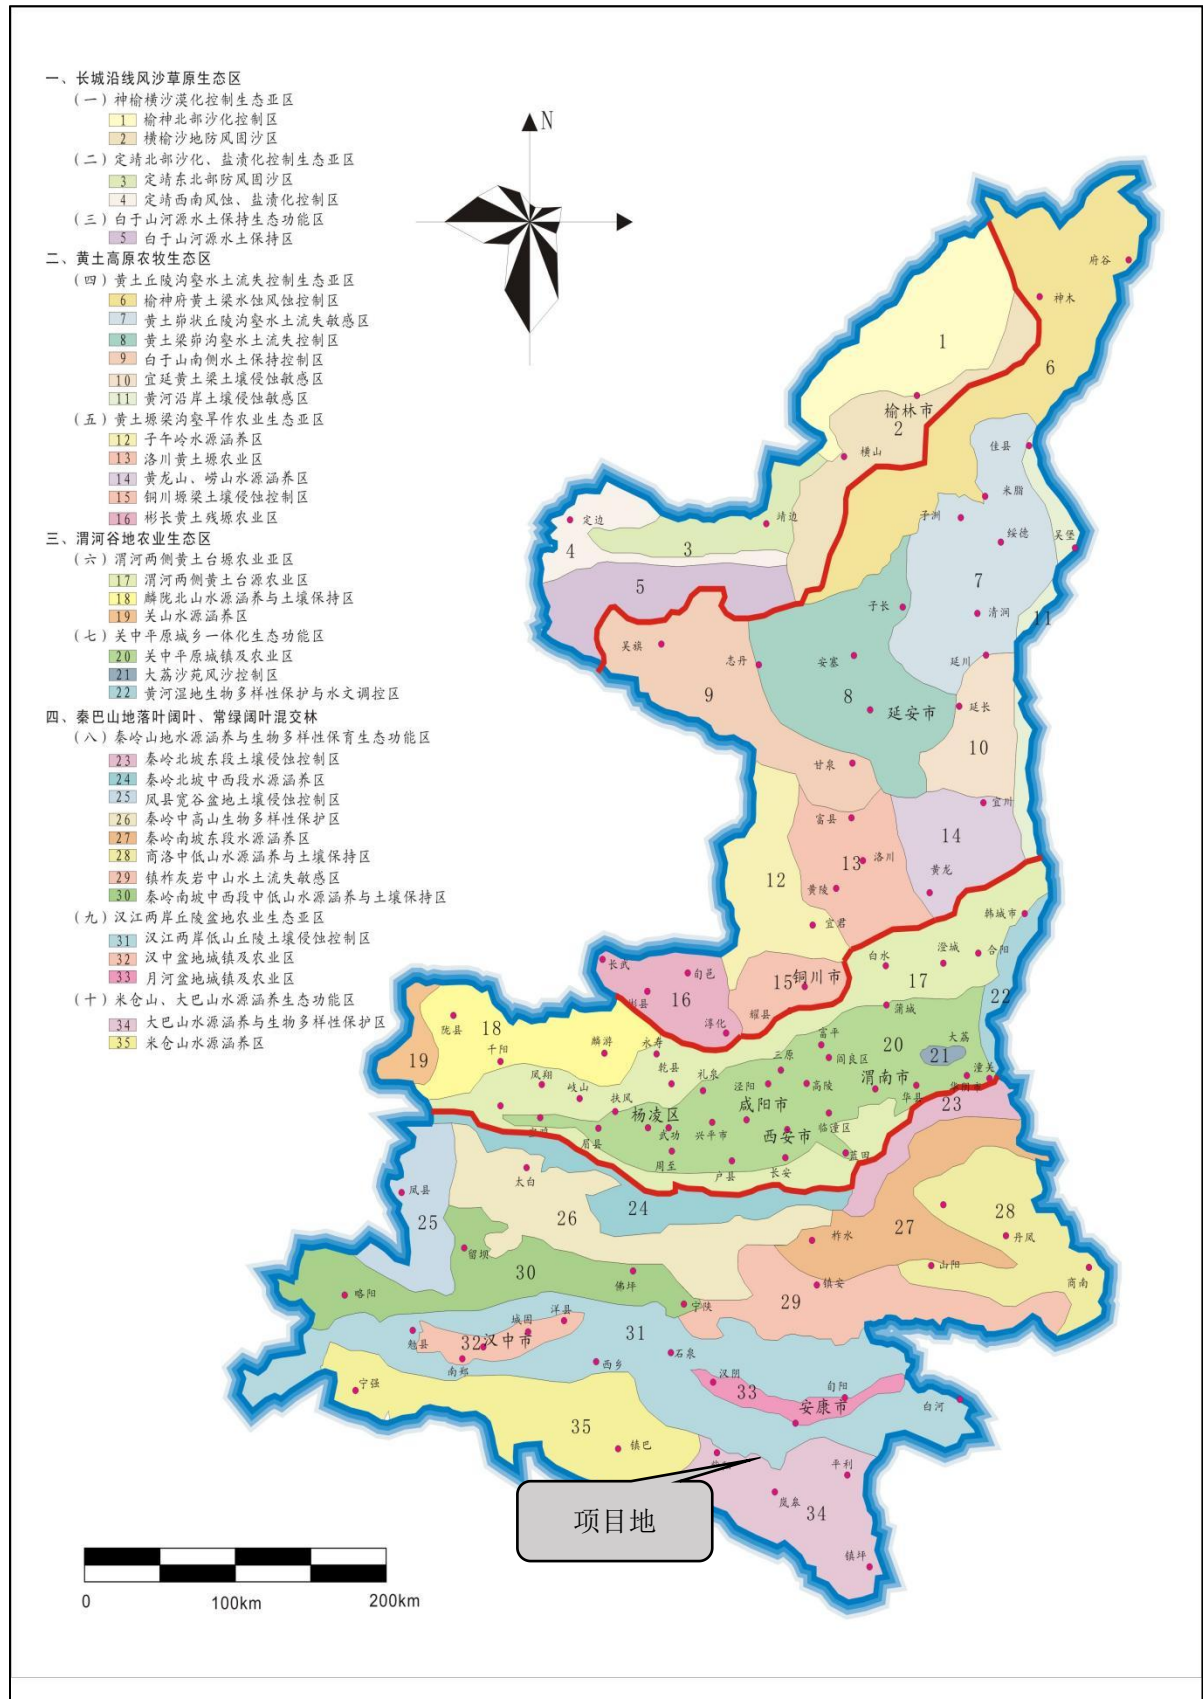 一、长城沿线风沙草原生态区
(一)神榆横沙漠化控制生态亚区
1 榆神北部沙化控制区
2 横榆沙地防风固沙区
(二)定靖北部沙化、盐渍化控制生态亚区
3 定靖东北部防风固沙区
4 定靖西南风蚀、盐渍化控制区
(三)白于山河源水土保持生态功能区
5 白于山河源水土保持区
二、黄土高原农牧生态区
(四)黄土丘陵沟壑水土流失控制生态亚区
6 榆神府黄土梁水蚀风蚀控制区
7 黄土峁状丘陵沟壑水土流失敏感区
8 黄土梁峁沟壑水土流失控制区
9 白于山南侧水土保持控制区
10 宜延黄土梁土壤侵蚀敏感区
11 黄河沿岸土壤侵蚀敏感区
(五)黄土塬梁沟壑旱作农业生态亚区
12 子午岭水源涵养区
13 洛川黄土塬农业区
14 黄龙山、崂山水源涵养区
15 铜川塬梁土壤侵蚀控制区
16 彬长黄土残塬农业区
三、渭河谷地农业生态区
(六)渭河两侧黄土台塬农业亚区
17 渭河两侧黄土台源农业区
18 麟陇北山水源涵养与土壤保持区
19 关山水源涵养区
(七)关中平原城乡一体化生态功能区
20 关中平原城镇及农业区
21 大荔沙苑风沙控制区
22 黄河湿地生物多样性保护与水文调控区
四、秦巴山地落叶阔叶、常绿阔叶混交林
(八)秦岭山地水源涵养与生物多样性保育生态功能区
23 秦岭北坡东段土壤侵蚀控制区
24 秦岭北坡中西段水源涵养区
25 凤县宽谷盆地土壤侵蚀控制区
26 秦岭中高山生物多样性保护区
27 秦岭南坡东段水源涵养区
28 商洛中低山水源涵养与土壤保持区
29 镇柞灰岩中山水土流失敏感区
30 秦岭南坡中西段中低山水源涵养与土壤保持区
(九)汉江两岸丘陵盆地农业生态亚区
31 汉江两岸低山丘陵土壤侵蚀控制区
32 汉中盆地城镇及农业区
33 月河盆地城镇及农业区
(十)米仓山、大巴山水源涵养生态功能区
34 大巴山水源涵养与生物多样性保护区
35 米仓山水源涵养区
N
府谷
神木
1
6
榆林市
2
横山
佳县
米脂
子洲
绥德
吴堡
定边
靖边
4
3
5
7
子长
清涧
11
吴旗
志丹
安塞
延川
9
8
延安市
延长
10
甘泉
宜川
富县
14
13
洛川
12
黄陵
黄龙
宜君
韩城市
澄城
合阳
白水
长武
旬邑
15
铜川市
17
16
彬县
22
耀县
蒲城
淳化
18
陇县
19
千阳
麟游
永寿
富平
20
大荔
阎良区
21
三原
乾县
礼泉
凤翔
岐山
泾阳
高陵
渭南市
潼关
华阴市
华县
23
扶风
杨凌区
咸阳市
宝鸡
眉县
武功
兴平市
西安市
临潼区
周至
户县
长安
蓝田
太白
凤县
25
26
24
28
27
丹凤
柞水
留坝
30
佛坪
山阳
商南
镇安
略阳
宁陕
29
洋县
城固
31
勉县
32
汉中市
南郑
石泉
西乡
汉阴
宁强
33
旬阳
安康市
白河
35
镇巴
平利
岚皋
34
镇坪
项目地
0
100km
200km